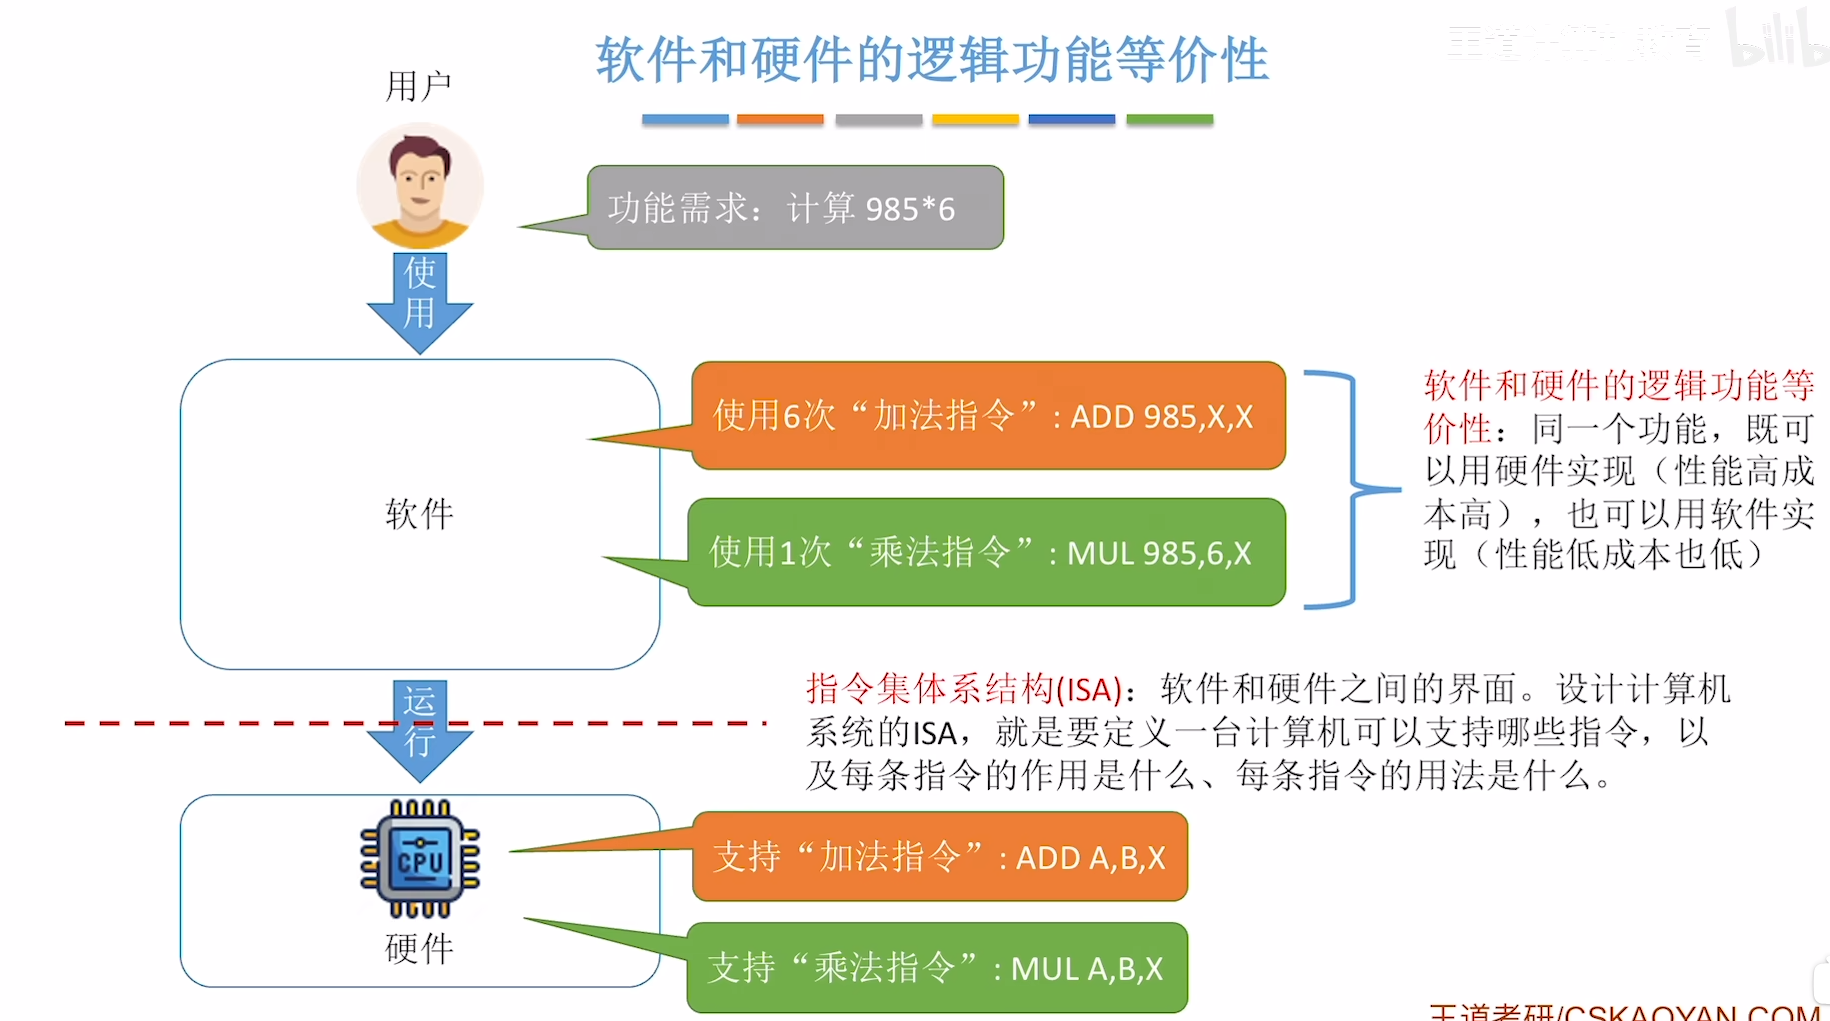 软件和硬件的逻辑功能等价性
用户
功能需求：计算 985*6
使
用
软件
使用6次“加法指令”：ADD 985,X,X
使用1次“乘法指令”：MUL 985,6,X
软件和硬件的逻辑功能等
价性：同一个功能，既可
以用硬件实现（性能高成
本高），也可以用软件实
现（性能低成本也低）
运
行
指令集体系结构(ISA)：软件和硬件之间的界面。设计计算机
系统的ISA，就是要定义一台计算机可以支持哪些指令，以
及每条指令的作用是什么、每条指令的用法是什么。
CPU
硬件
支持“加法指令”：ADD A,B,X
支持“乘法指令”：MUL A,B,X
王道考研/CSKAOYAN.COM